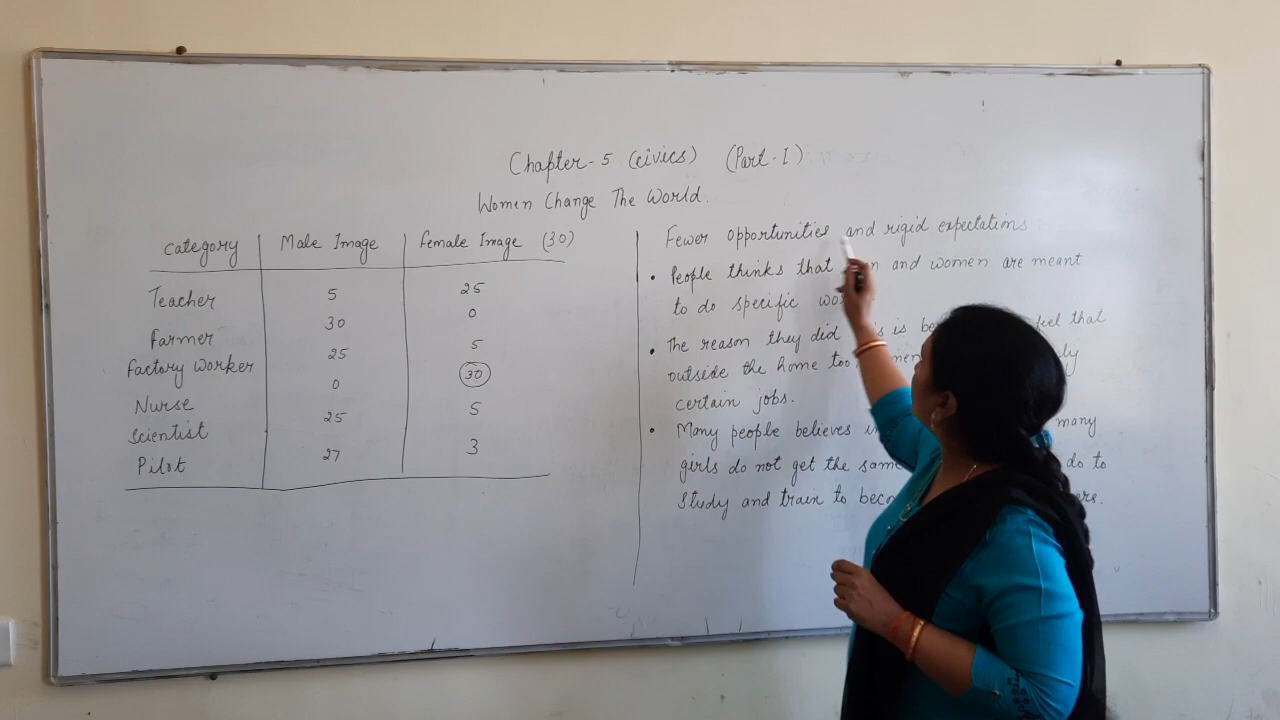 Chapter-5 (civics) (Part-I)
Women Change The World.
category Male Image Female Image (30)
Teacher 5 25
Farmer 30 0
Factory Worker 25 5
Nurse 0 30
Scientist 25 5
Pilot 27 3
Fewer opportunities and rigid expectations
• People thinks that and women are meant
to do specific
• The reason they did is feel that
outside the home
certain jobs.
• Many people believes many
girls do not get the same do to
study and train to